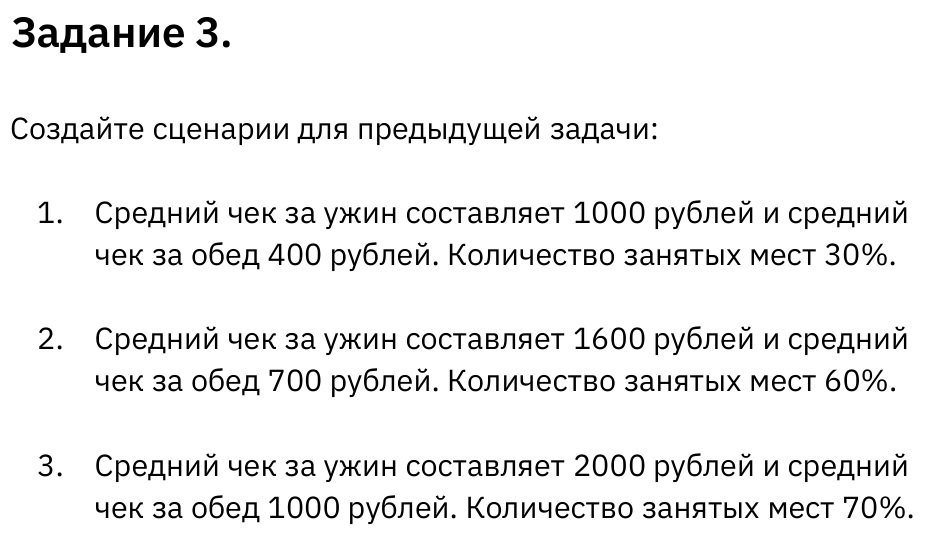 Задание 3.
Создайте сценарии для предыдущей задачи:
1. Средний чек за ужин составляет 1000 рублей и средний
чек за обед 400 рублей. Количество занятых мест 30%.
2. Средний чек за ужин составляет 1600 рублей и средний
чек за обед 700 рублей. Количество занятых мест 60%.
3. Средний чек за ужин составляет 2000 рублей и средний
чек за обед 1000 рублей. Количество занятых мест 70%.